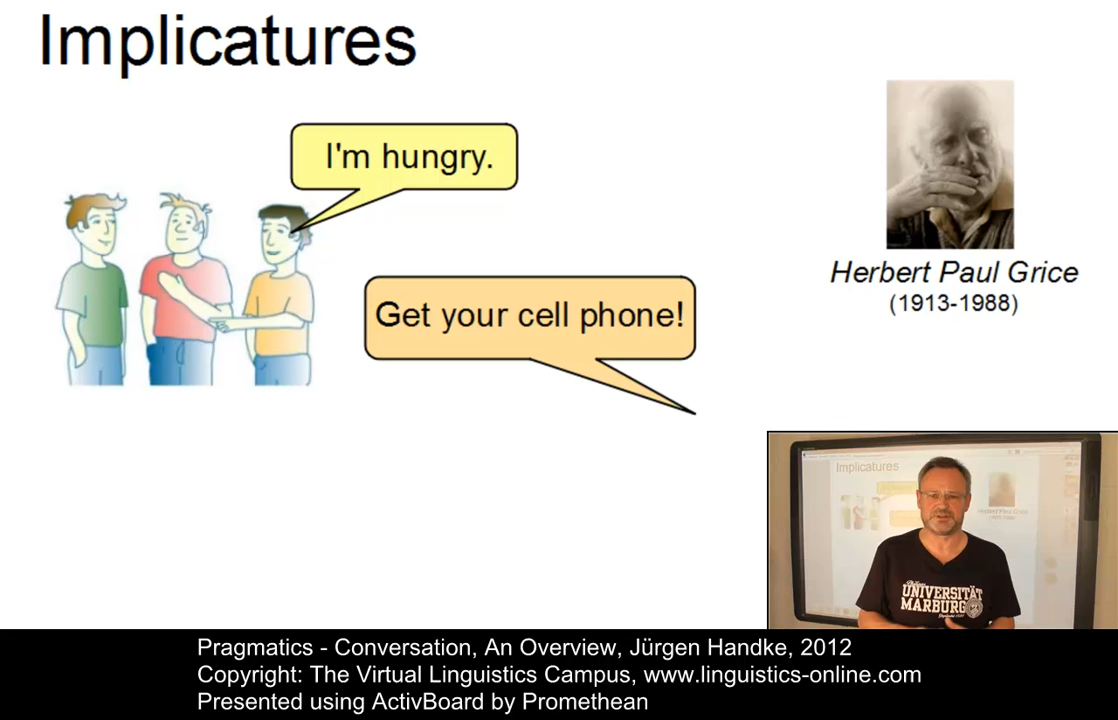 Implicatures
I'm hungry.
Get your cell phone!
Herbert Paul Grice
(1913-1988)
Implicatures
UNIVERSITÄT
MARBURG
Pragmatics - Conversation, An Overview, Jürgen Handke, 2012
Copyright: The Virtual Linguistics Campus, www.linguistics-online.com
Presented using ActivBoard by Promethean